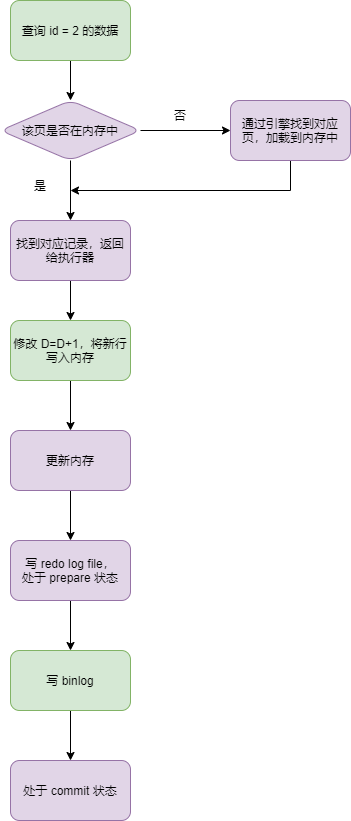 查询 id = 2 的数据
该页是否在内存中
否
通过引擎找到对应
页，加载到内存中
是
找到对应记录，返回
给执行器
修改 D=D+1，将新行
写入内存
更新内存
写 redo log file，
处于 prepare 状态
写 binlog
处于 commit 状态